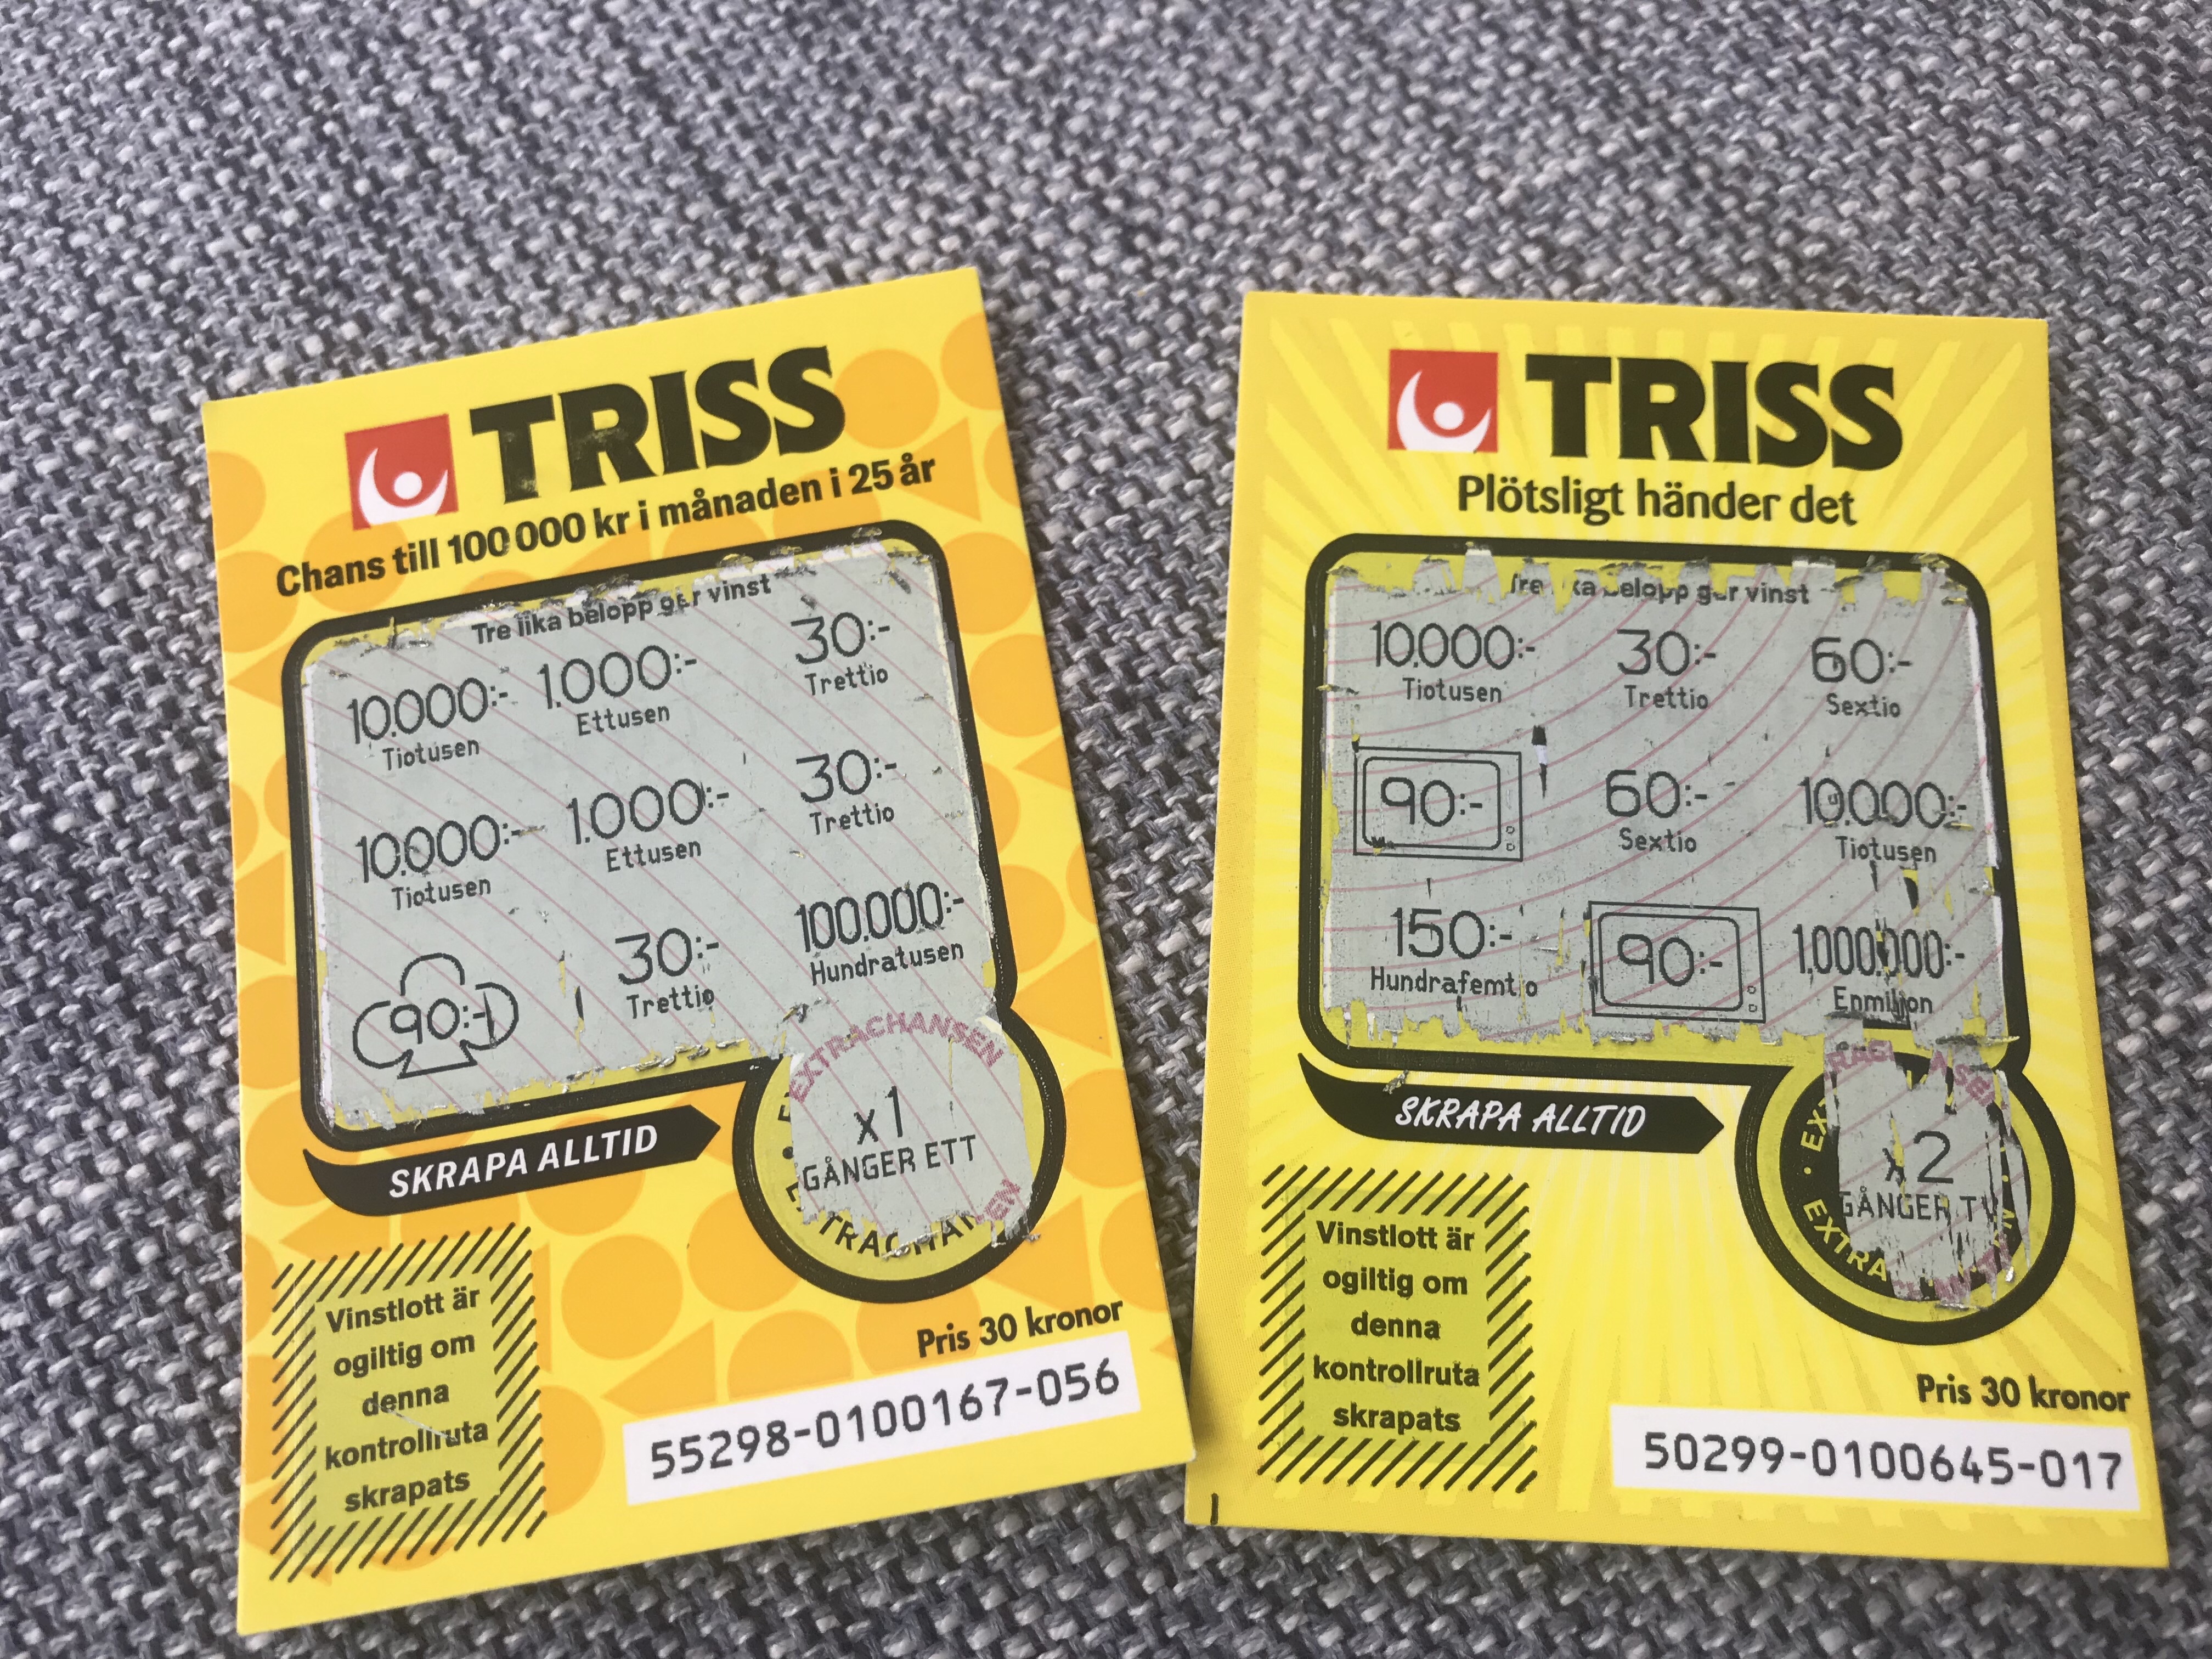 TRISS
Chans till 100 000 kr i månaden i 25 år
Tre lika belopp ger vinst
10.000:- 1.000:- 30:-
Tiotusen Ettusen Trettio
10.000:- 1.000:- 30:-
Tiotusen Ettusen Trettio
90:- 30:- 100.000:-
Trettio Hundratusen
EXTRACHANSEN
x1
GÅNGER ETT
SKRAPA ALLTID
Vinstlott är
ogiltig om
denna
kontrollruta
skrapats
Pris 30 kronor
55298-0100167-056
TRISS
Plötsligt händer det
belopp ger vinst
10.000:- 30:- 60:-
Tiotusen Trettio Sextio
90:- 60:- 10.000:-
Sextio Tiotusen
150:- 90:- 1.000.000:-
Hundrafemtio Enmiljon
x2
GÅNGER TV
EXTRA
SKRAPA ALLTID
Vinstlott är
ogiltig om
denna
kontrollruta
skrapats
Pris 30 kronor
50299-0100645-017